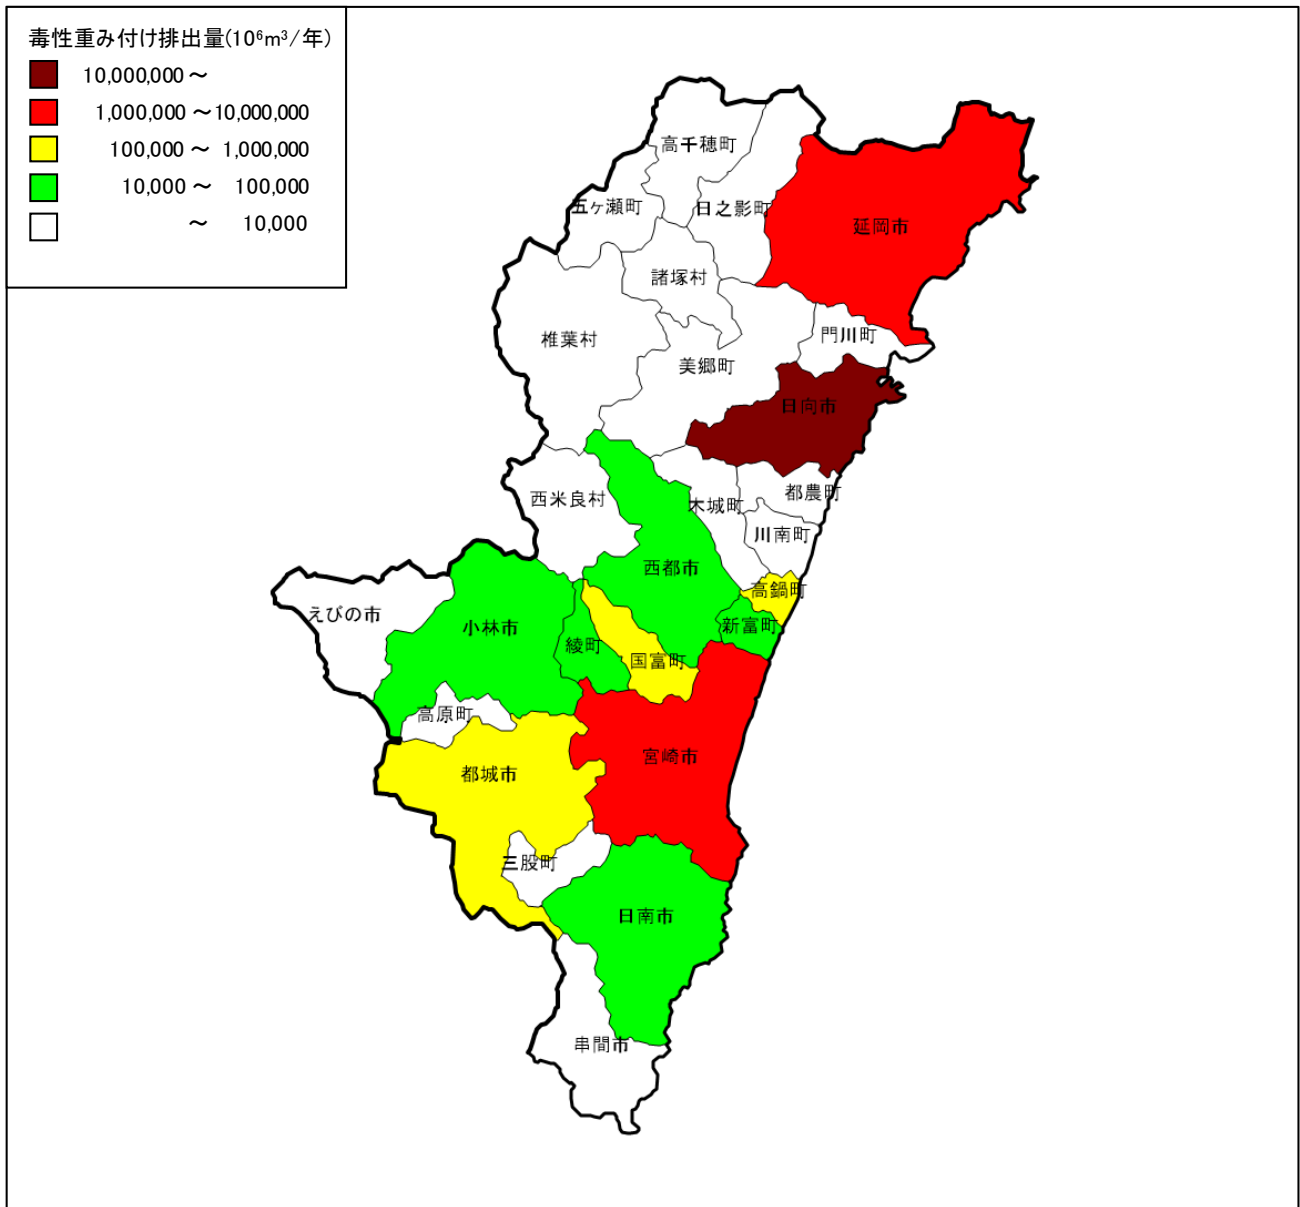 毒性重み付け排出量(10⁶m³/年)
10,000,000～
1,000,000～10,000,000
100,000～ 1,000,000
10,000～ 100,000
～ 10,000
高千穂町
五ヶ瀬町
日之影町
延岡市
諸塚村
椎葉村
門川町
美郷町
日向市
西米良村
木城町
都農町
川南町
西都市
高鍋町
えびの市
小林市
綾町
新富町
国富町
高原町
都城市
宮崎市
三股町
日南市
串間市